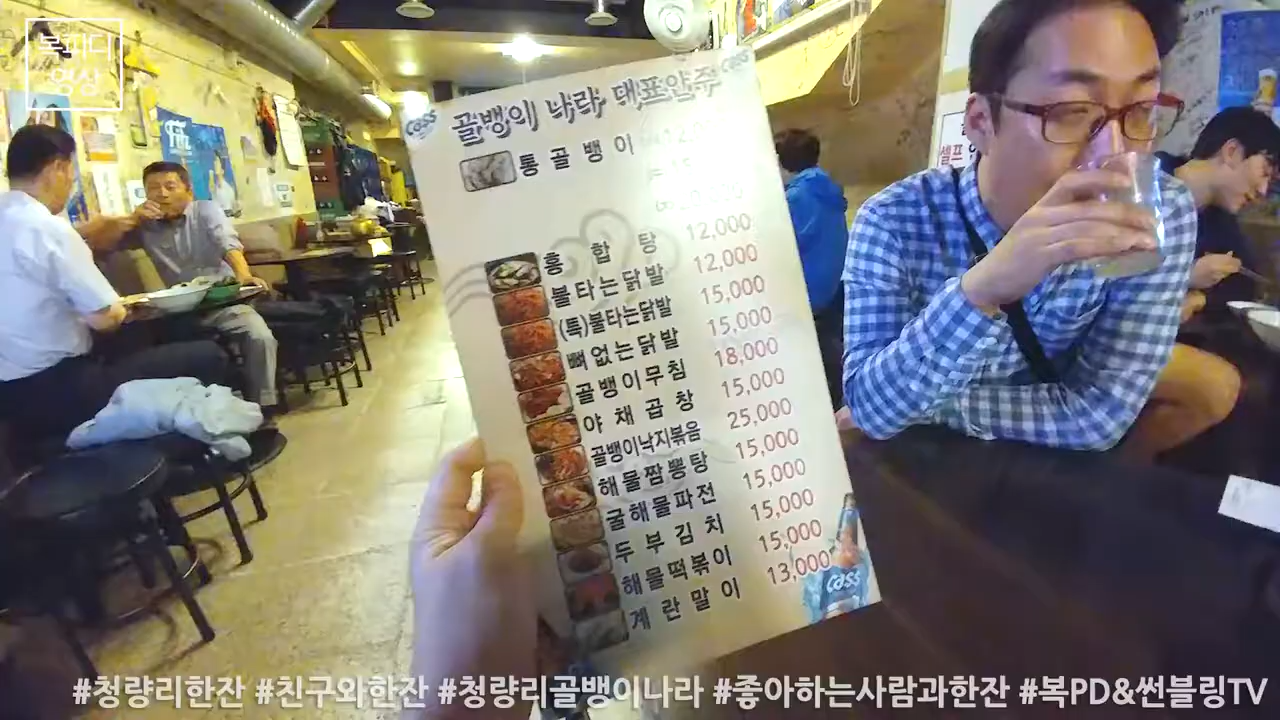 복피디
영상
골뱅이 나라 대표안주
cass
cass
통골뱅이
홍합탕 12,000
불타는닭발 12,000
(특)불타는닭발 15,000
뼈없는닭발 15,000
골뱅이무침 18,000
야채곱창 15,000
골뱅이낙지볶음 25,000
해물짬뽕탕 15,000
굴해물파전 15,000
두부김치 15,000
해물떡볶이 15,000
계란말이 13,000
cass
셀프
#청량리한잔 #친구와한잔 #청량리골뱅이나라 #좋아하는사람과한잔 #복PD&썬블링TV